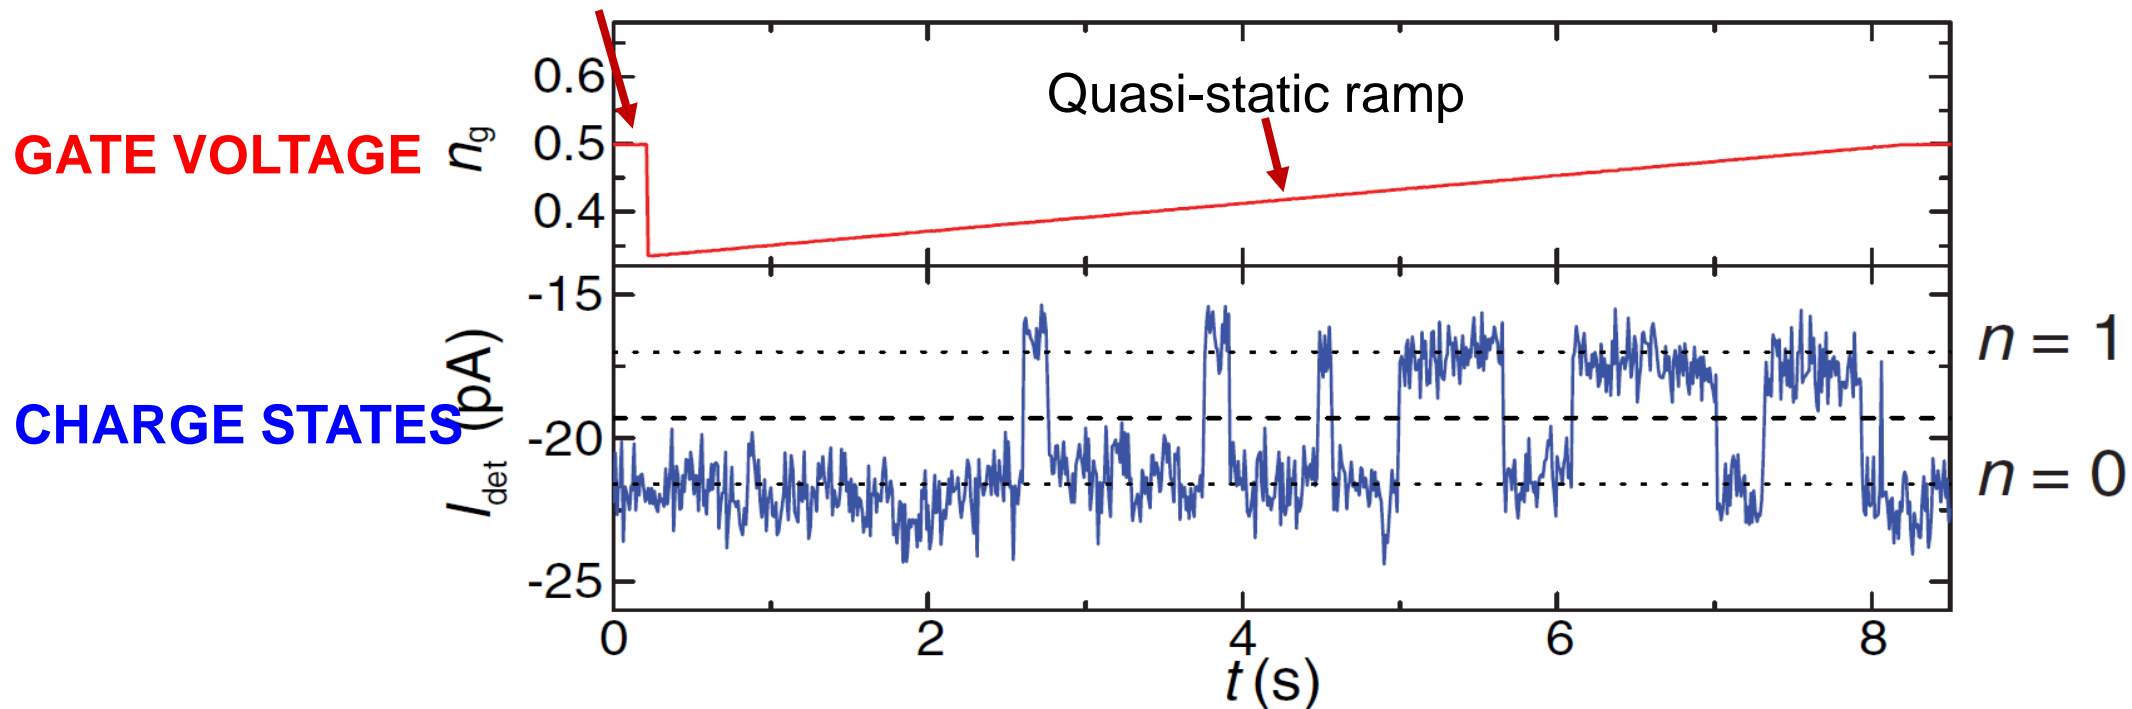 GATE VOLTAGE
n_g
0.6
0.5
0.4
Quasi-static ramp
CHARGE STATES
I_det (pA)
-15
-20
-25
n = 1
n = 0
0 2 4 6 8
t (s)